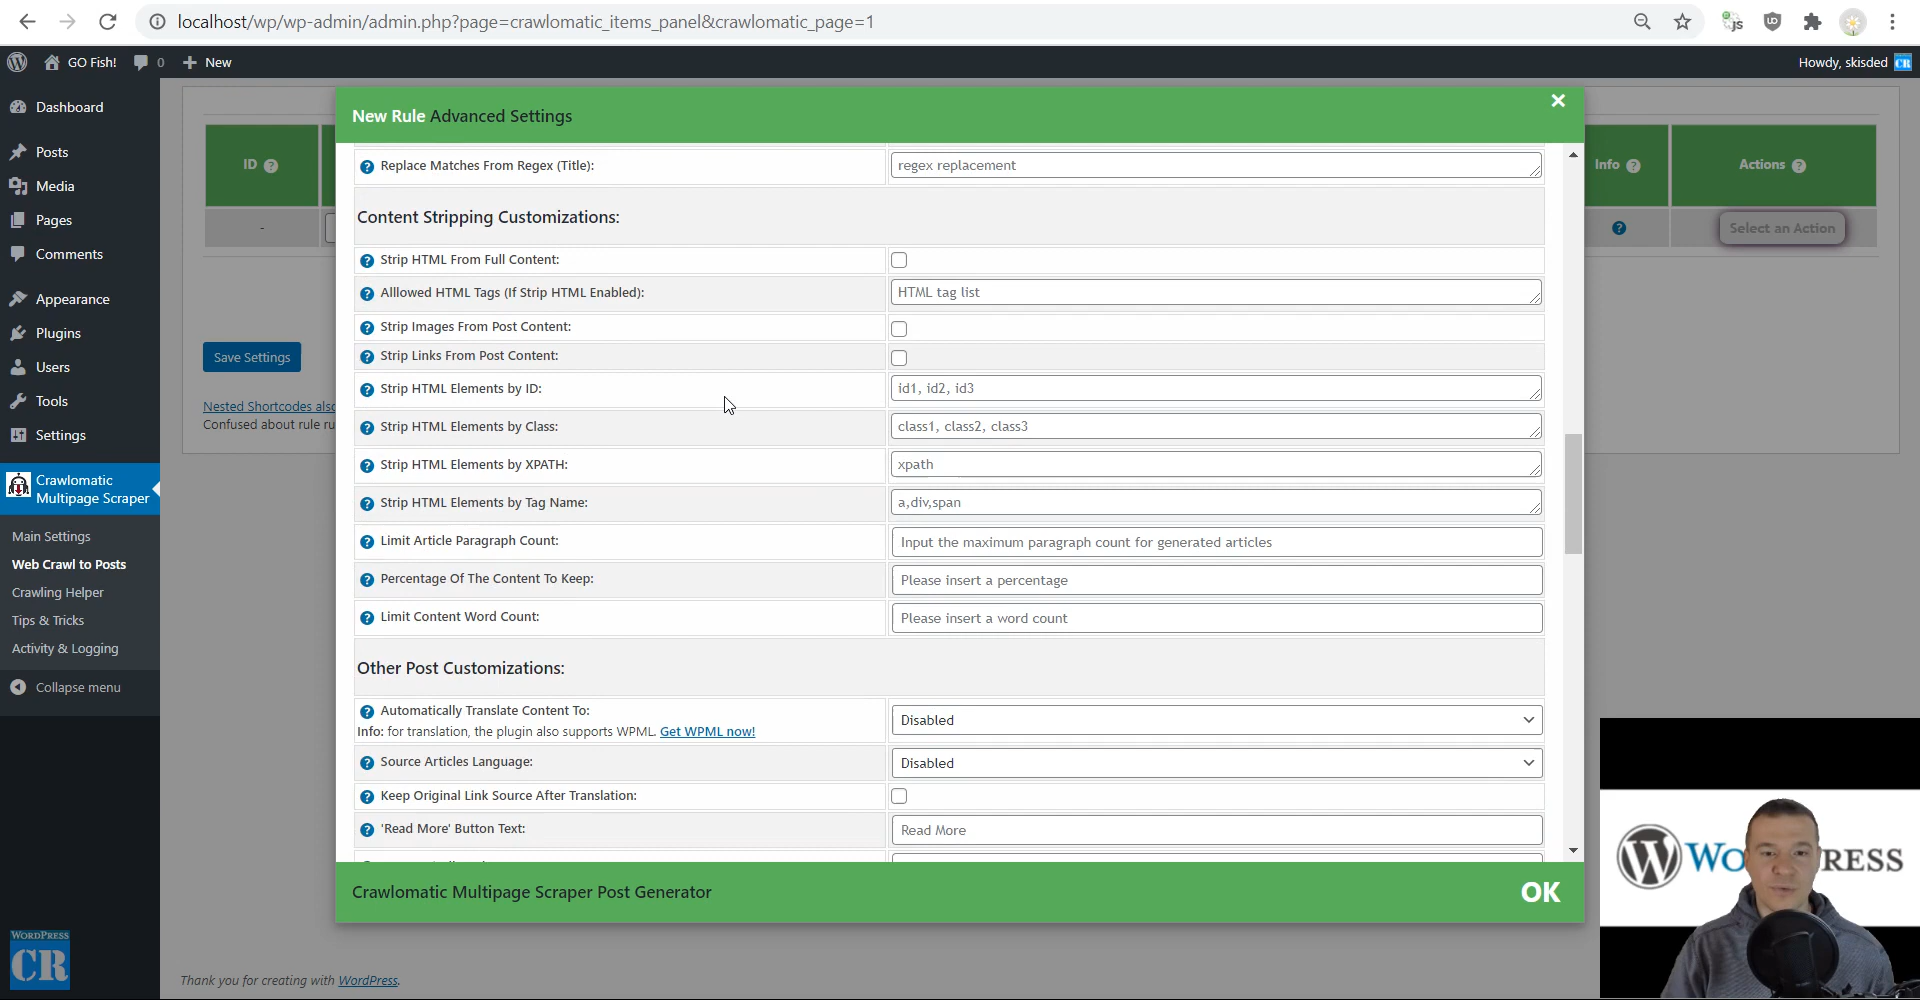 localhost/wp/wp-admin/admin.php?page=crawlomatic_items_panel&crawlomatic_page=1
JS
GO Fish!
0
New
Howdy, skisded
CR
Dashboard
Posts
Media
Pages
Comments
Appearance
Plugins
Users
Tools
Settings
Crawlomatic
Multipage Scraper
Main Settings
Web Crawl to Posts
Crawling Helper
Tips & Tricks
Activity & Logging
Collapse menu
WORDPRESS
CR
ID
-
Save Settings
Nested Shortcodes also
Confused about rule ru
Info
Actions
Select an Action
New Rule Advanced Settings
Replace Matches From Regex (Title):
regex replacement
Content Stripping Customizations:
Strip HTML From Full Content:
Alllowed HTML Tags (If Strip HTML Enabled):
HTML tag list
Strip Images From Post Content:
Strip Links From Post Content:
Strip HTML Elements by ID:
id1, id2, id3
Strip HTML Elements by Class:
class1, class2, class3
Strip HTML Elements by XPATH:
xpath
Strip HTML Elements by Tag Name:
a,div,span
Limit Article Paragraph Count:
Input the maximum paragraph count for generated articles
Percentage Of The Content To Keep:
Please insert a percentage
Limit Content Word Count:
Please insert a word count
Other Post Customizations:
Automatically Translate Content To:
Info: for translation, the plugin also supports WPML. Get WPML now!
Disabled
Source Articles Language:
Disabled
Keep Original Link Source After Translation:
'Read More' Button Text:
Read More
Crawlomatic Multipage Scraper Post Generator
OK
Thank you for creating with WordPress.
WO RESS